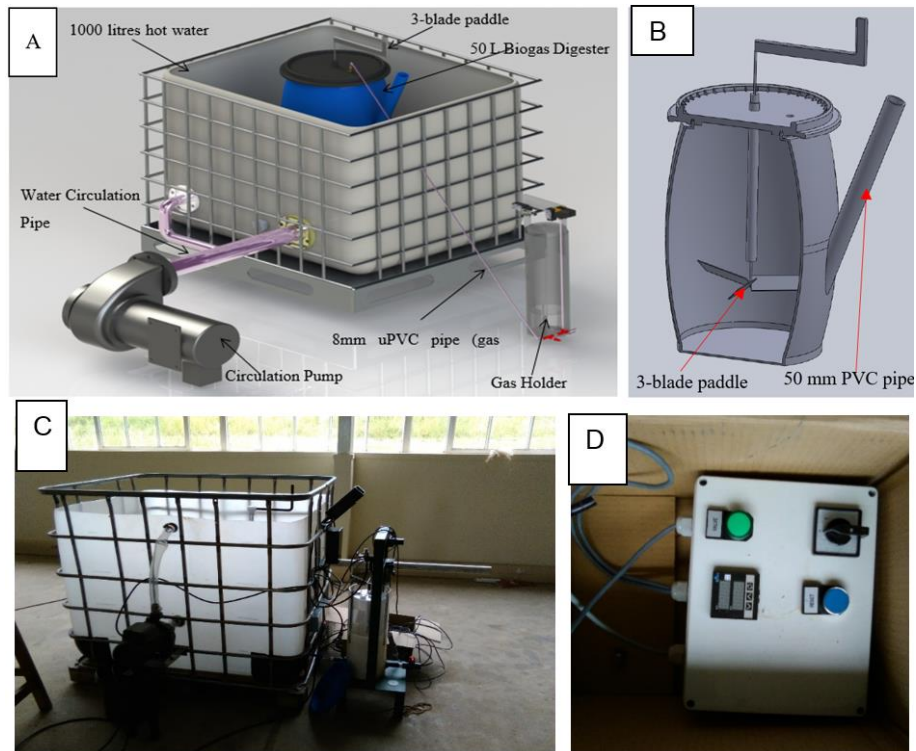 A
1000 litres hot water
3-blade paddle
50 L Biogas Digester
Water Circulation
Pipe
8mm uPVC pipe (gas
Circulation Pump
Gas Holder
B
3-blade paddle
50 mm PVC pipe
C
D